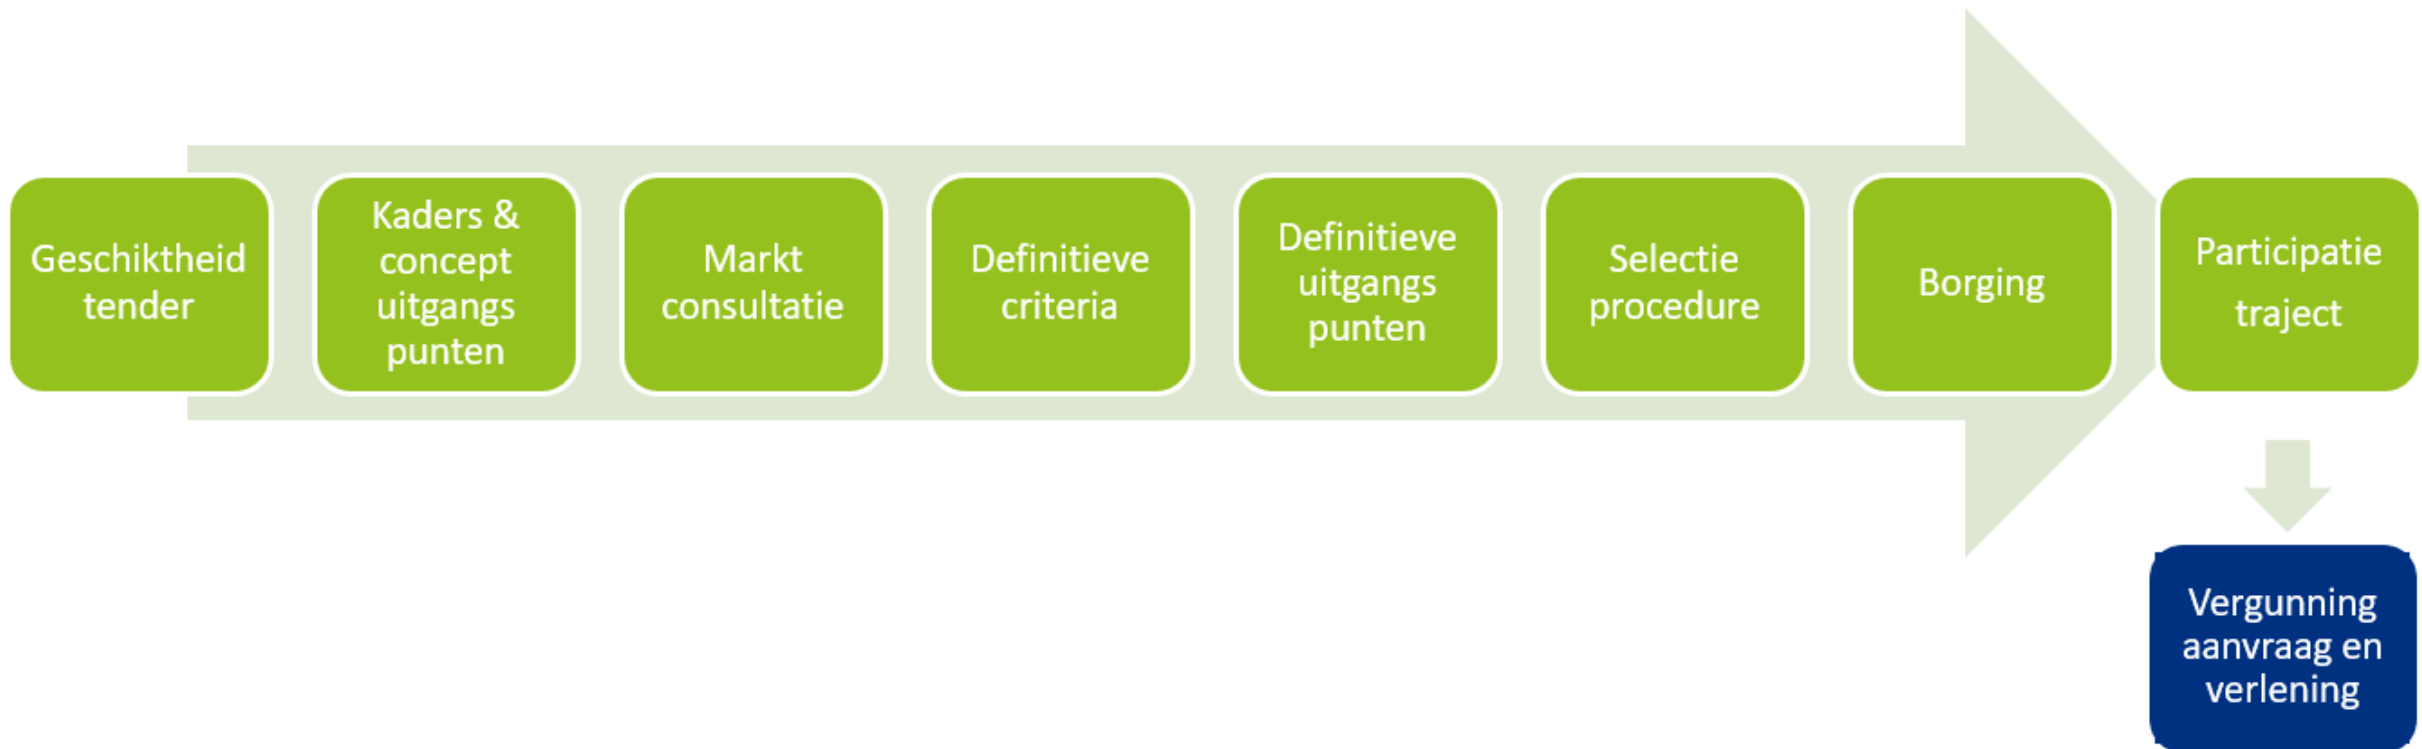 Geschiktheid
tender
Kaders &
concept
uitgangs
punten
Markt
consultatie
Definitieve
criteria
Definitieve
uitgangs
punten
Selectie
procedure
Borging
Participatie
traject
Vergunning
aanvraag en
verlening